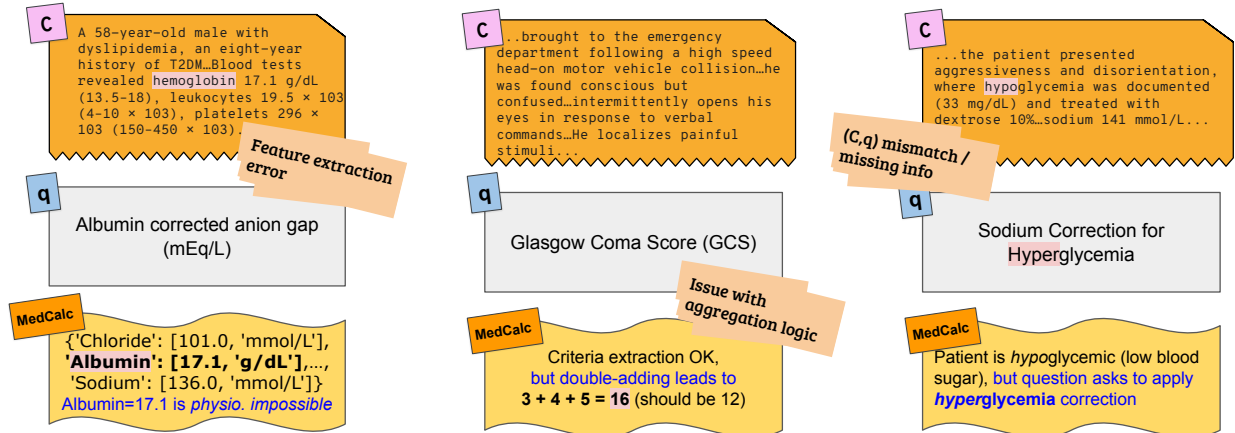 C
A 58-year-old male with
dyslipidemia, an eight-year
history of T2DM…Blood tests
revealed hemoglobin 17.1 g/dL
(13.5-18), leukocytes 19.5 × 103
(4-10 × 103), platelets 296 ×
103 (150-450 × 103).
Feature extraction
error
q
Albumin corrected anion gap
(mEq/L)
MedCalc
{'Chloride': [101.0, 'mmol/L'],
'Albumin': [17.1, 'g/dL'],…,
'Sodium': [136.0, 'mmol/L']}
Albumin=17.1 is physio. impossible
C
...brought to the emergency
department following a high speed
head-on motor vehicle collision…he
was found conscious but
confused…intermittently opens his
eyes in response to verbal
commands…He localizes painful
stimuli...
q
Glasgow Coma Score (GCS)
Issue with
aggregation logic
MedCalc
Criteria extraction OK,
but double-adding leads to
3 + 4 + 5 = 16 (should be 12)
C
...the patient presented
aggressiveness and disorientation,
where hypoglycemia was documented
(33 mg/dL) and treated with
dextrose 10%…sodium 141 mmol/L...
(C,q) mismatch /
missing info
q
Sodium Correction for
Hyperglycemia
MedCalc
Patient is hypoglycemic (low blood
sugar), but question asks to apply
hyperglycemia correction